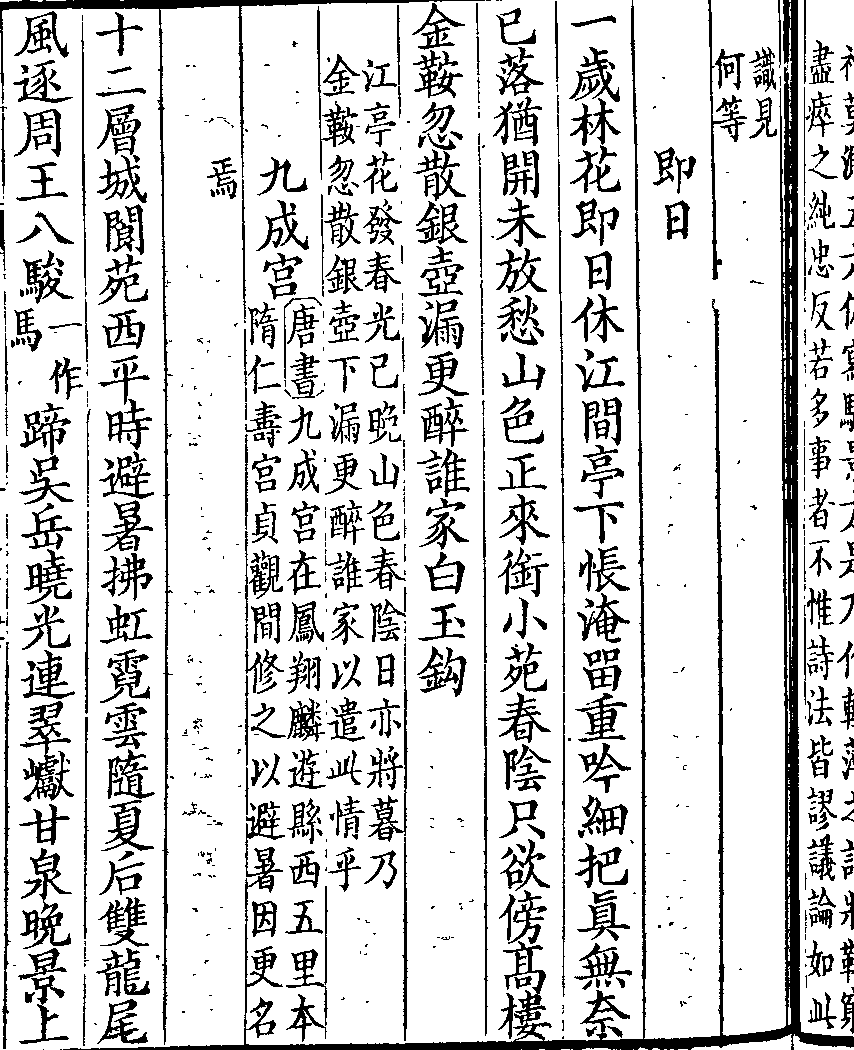 盡瘁之純忠反若多事者不惟詩法皆謬議論如此
識見
何等
即日
一歲林花即日休江間亭下悵淹畱重吟細把眞無奈
已落猶開未放愁山色正來銜小苑春陰只欲傍髙樓
金鞍忽散銀壺漏更醉誰家白玉鈎
江亭花發春光已晚山色春陰日亦將暮乃
金鞍忽散銀壺下漏更醉誰家以遣此情乎
九成宮
唐書九成宮在鳳翔麟遊縣西五里本
隋仁壽宮貞觀間修之以避暑因更名
焉
十二層城閬苑西平時避暑拂虹霓雲隨夏后雙龍尾
風逐周王八駿
一作
馬
蹄吳岳曉光連翠巘甘泉晚景上